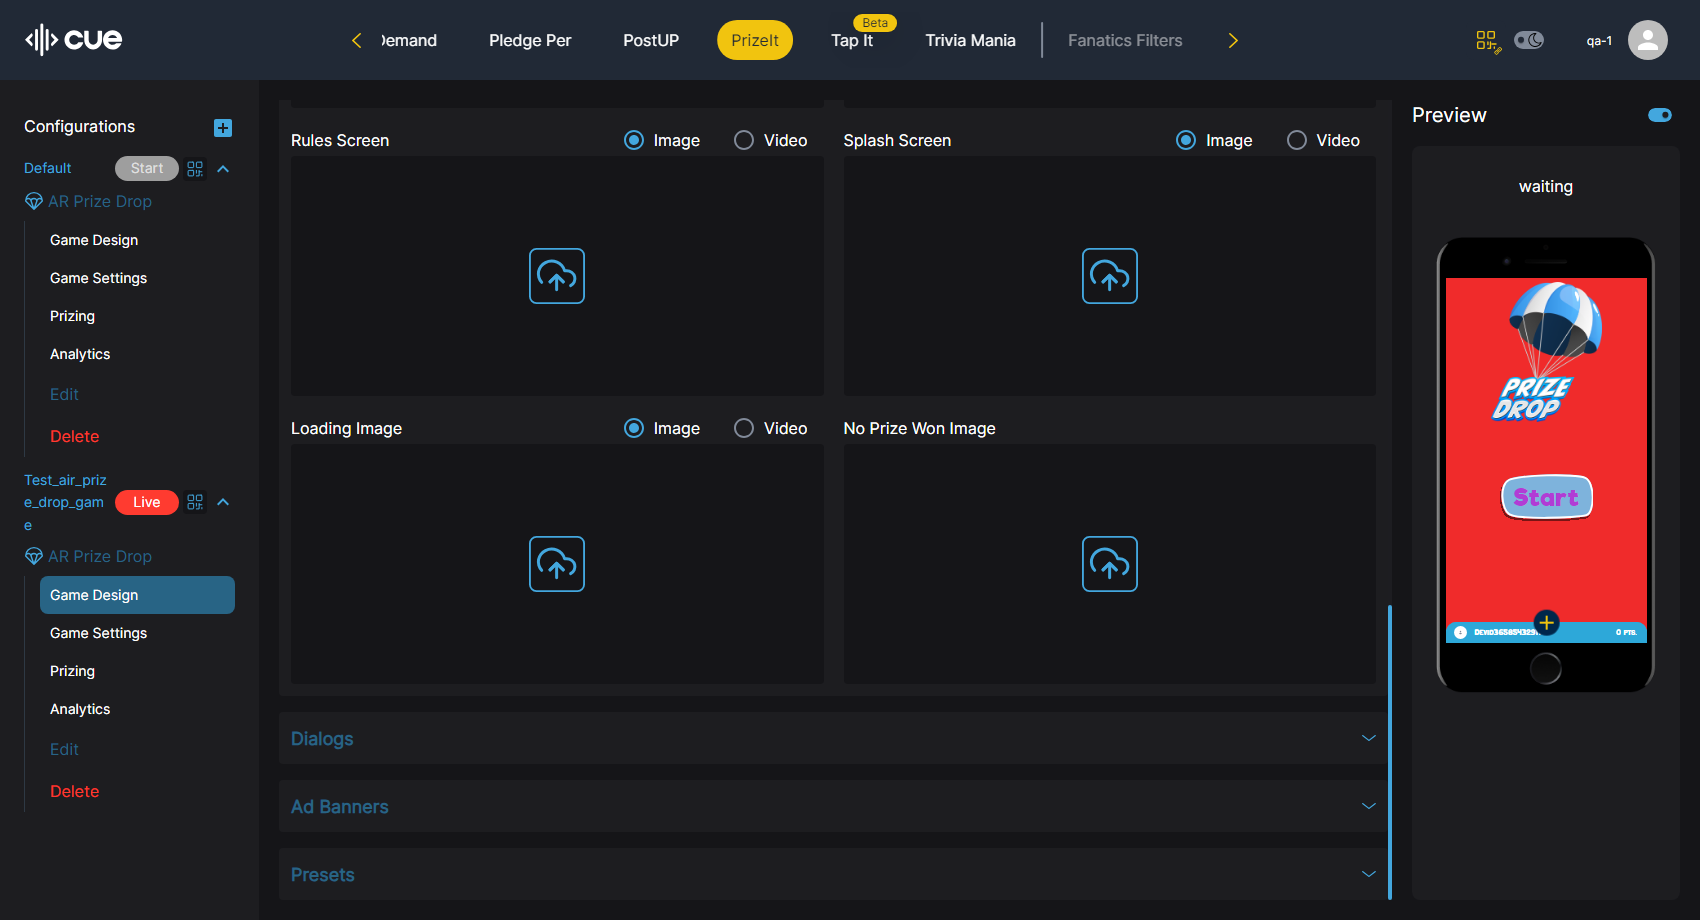 cue
Demand
Pledge Per
PostUP
PrizeIt
Beta
Tap It
Trivia Mania
Fanatics Filters
qa-1
Configurations
Default
Start
AR Prize Drop
Game Design
Game Settings
Prizing
Analytics
Edit
Delete
Test_air_priz
e_drop_gam
e
Live
AR Prize Drop
Game Design
Game Settings
Prizing
Analytics
Edit
Delete
Rules Screen
Image
Video
Splash Screen
Image
Video
Loading Image
Image
Video
No Prize Won Image
Dialogs
Ad Banners
Presets
Preview
waiting
PRIZE
DROP
Start
0 PTS.